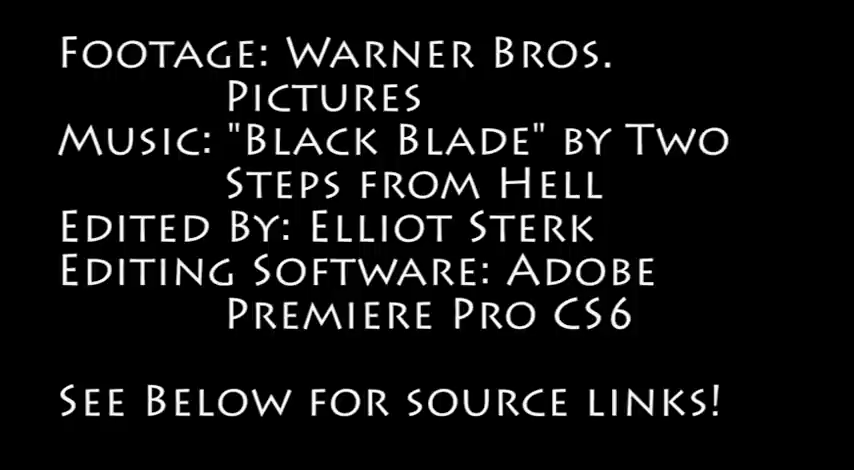 Footage: Warner Bros.
Pictures
Music: "Black Blade" by Two
Steps from Hell
Edited By: Elliot Sterk
Editing Software: Adobe
Premiere Pro CS6
See Below for source links!